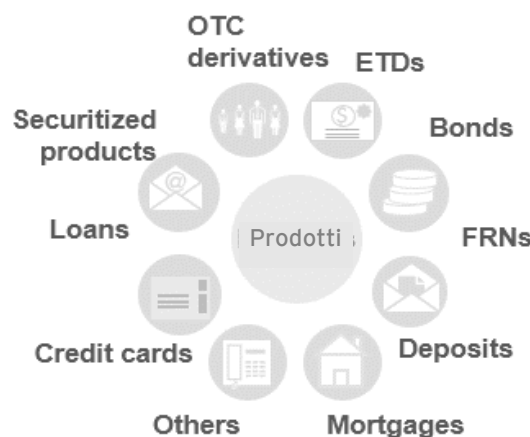 OTC
derivatives
ETDs
Securitized
products
Bonds
Loans
Prodotti
FRNs
Credit cards
Deposits
Others
Mortgages